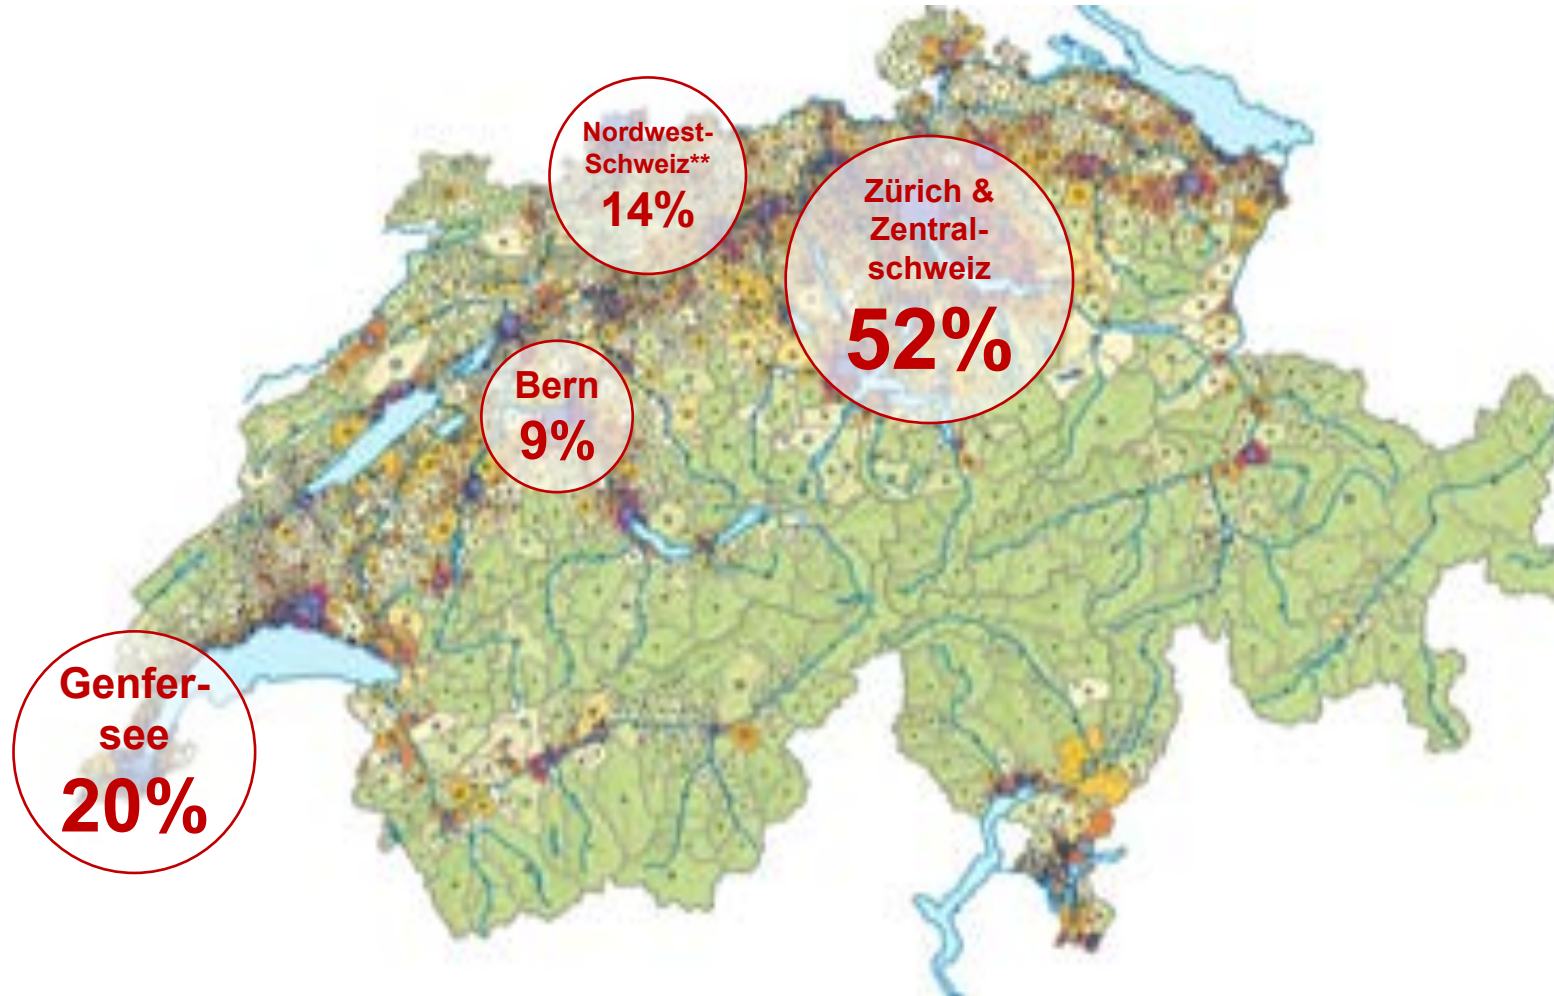 Nordwest-
Schweiz**
14%
Zürich &
Zentral-
schweiz
52%
Bern
9%
Genfer-
see
20%